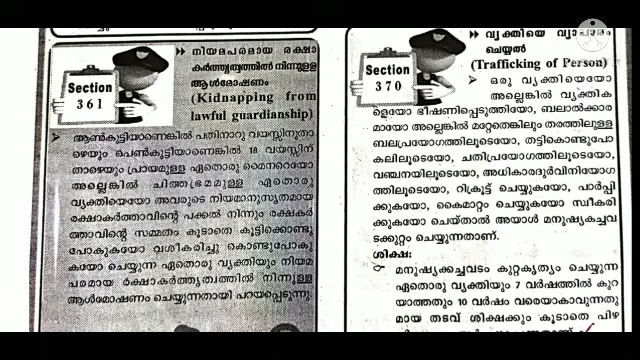 Section
361
➤➤ നിയമപരമായ രക്ഷാ
കർത്തൃത്വത്തിൽ നിന്നുള്ള
ആൾമോഷണം
(Kidnapping from
lawful guardianship)
➤ ആൺകുട്ടിയാണെങ്കിൽ പതിനാറു വയസ്സിനുതാ
ഴെയും പെൺകുട്ടിയാണെങ്കിൽ 18 വയസ്സിന്
താഴെയും പ്രായമുള്ള ഏതൊരു മൈനറെയോ
അല്ലെങ്കിൽ ചിത്തഭ്രമമുള്ള ഏതൊരു
വ്യക്തിയെയോ അവരുടെ നിയമാനുസൃതമായ
രക്ഷാകർത്താവിന്റെ പക്കൽ നിന്നും രക്ഷകർ
ത്താവിന്റെ സമ്മതം കൂടാതെ കൂട്ടിക്കൊണ്ടു
പോകുകയോ വശീകരിച്ചു കൊണ്ടുപോകു
കയോ ചെയ്യുന്ന ഏതൊരു വ്യക്തിയും നിയമ
പരമായ രക്ഷാകർത്തൃത്വത്തിൽ നിന്നുള്ള
ആൾമോഷണം ചെയ്യുന്നതായി പറയപ്പെടുന്നു.
Section
370
➤➤ വ്യക്തിയെ വ്യാപാരം
ചെയ്യൽ
(Trafficking of Person)
➤ ഒരു വ്യക്തിയെയോ
അല്ലെങ്കിൽ വ്യക്തിക
ളെയോ ഭീഷണിപ്പെടുത്തിയോ, ബലാൽക്കാര
മായോ അല്ലെങ്കിൽ മറ്റേതെങ്കിലും തരത്തിലുള്ള
ബലപ്രയോഗത്തിലൂടെയോ, തട്ടിക്കൊണ്ടുപോ
കലിലൂടെയോ, ചതിപ്രയോഗത്തിലൂടെയോ,
വഞ്ചനയിലൂടെയോ, അധികാരദുർവിനിയോഗ
ത്തിലൂടെയോ, റിക്രൂട്ട് ചെയ്യുകയോ, പാർപ്പി
ക്കുകയോ, കൈമാറ്റം ചെയ്യുകയോ സ്വീകരി
ക്കുകയോ ചെയ്താൽ അയാൾ മനുഷ്യകച്ചവ
ടക്കുറ്റം ചെയ്യുന്നതാണ്.
ശിക്ഷ:
മനുഷ്യക്കച്ചവടം കുറ്റകൃത്യം ചെയ്യുന്ന
ഏതൊരു വ്യക്തിയും 7 വർഷത്തിൽ കുറ
യാത്തതും 10 വർഷം വരെയാകാവുന്നതു
മായ തടവ് ശിക്ഷക്കും കൂടാതെ പിഴ